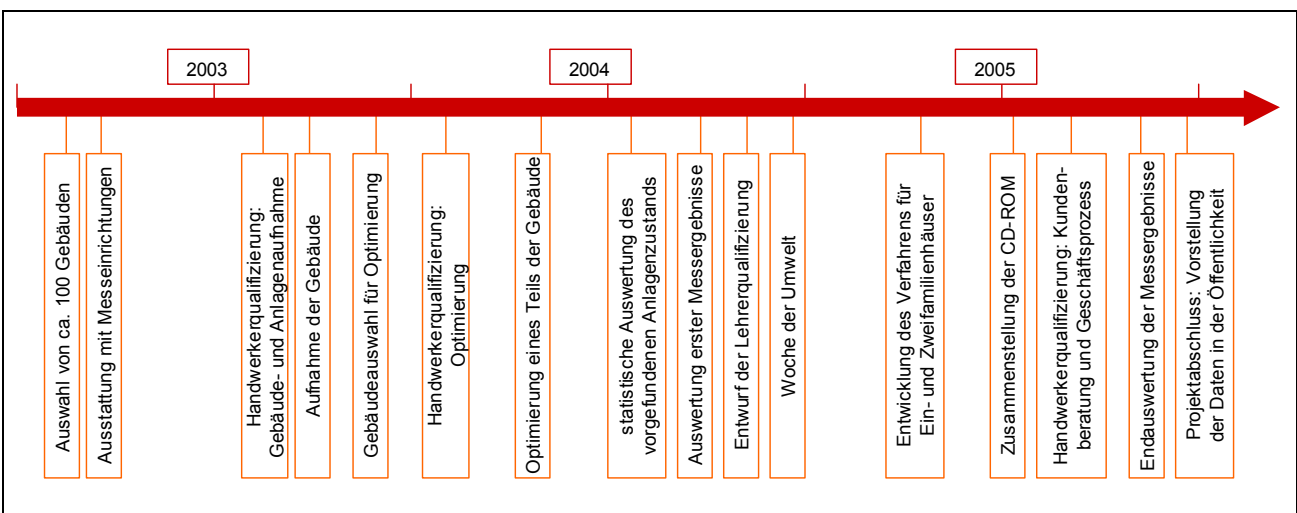 2003
2004
2005
Auswahl von ca. 100 Gebäuden
Ausstattung mit Messeinrichtungen
Handwerkerqualifizierung:
Gebäude- und Anlagenaufnahme
Aufnahme der Gebäude
Gebäudeauswahl für Optimierung
Handwerkerqualifizierung:
Optimierung
Optimierung eines Teils der Gebäude
statistische Auswertung des
vorgefundenen Anlagenzustands
Auswertung erster Messergebnisse
Entwurf der Lehrerqualifizierung
Woche der Umwelt
Entwicklung des Verfahrens für
Ein- und Zweifamilienhäuser
Zusammenstellung der CD-ROM
Handwerkerqualifizierung: Kunden-
beratung und Geschäftsprozess
Endauswertung der Messergebnisse
Projektabschluss: Vorstellung
der Daten in der Öffentlichkeit